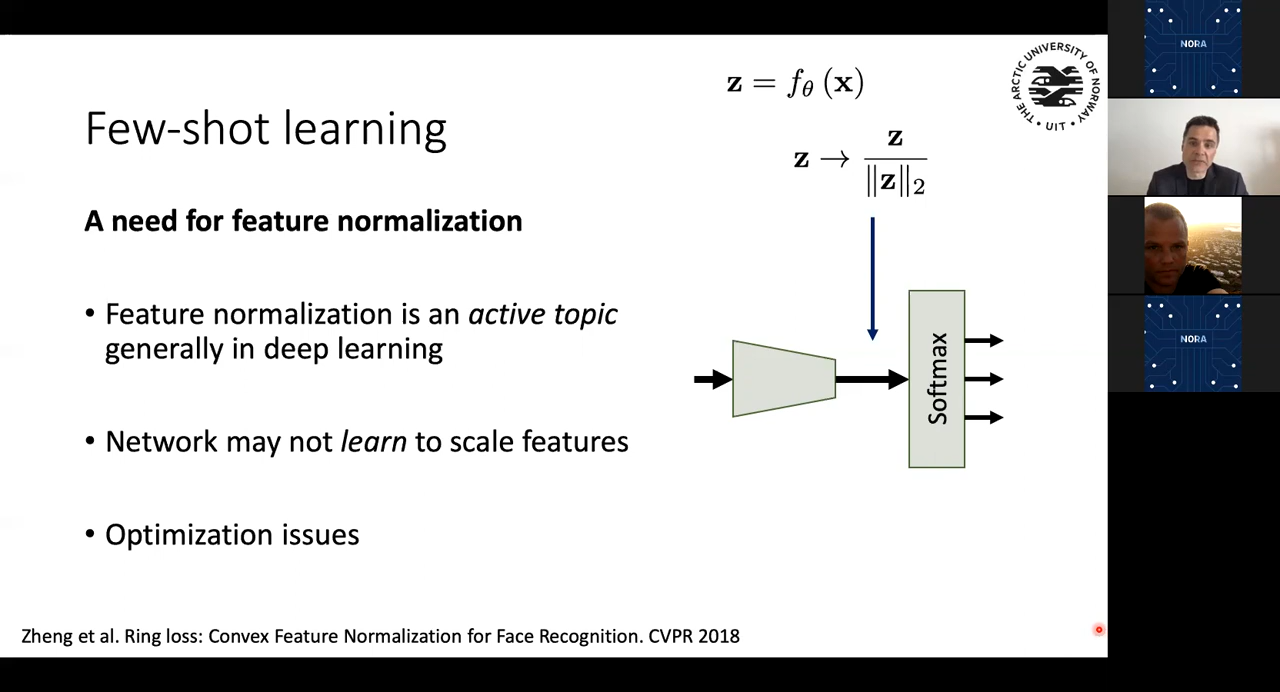 z = f_θ (x)
THE ARCTIC UNIVERSITY OF NORWAY
• UIT •
z → z / ‖z‖₂
Few-shot learning
A need for feature normalization
• Feature normalization is an active topic
generally in deep learning
• Network may not learn to scale features
• Optimization issues
Softmax
Zheng et al. Ring loss: Convex Feature Normalization for Face Recognition. CVPR 2018
NORA
NORA